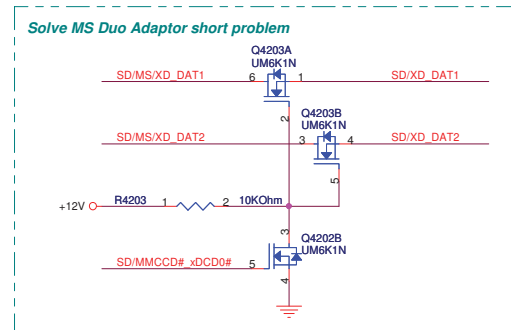 Solve MS Duo Adaptor short problem
Q4203A
UM6K1N
SD/MS/XD_DAT1 6 1 SD/XD_DAT1
2
Q4203B
UM6K1N
SD/MS/XD_DAT2 3 4 SD/XD_DAT2
5
+12V R4203 1 2 10KOhm
3
Q4202B
UM6K1N
SD/MMCCD#_xDCD0# 5
4